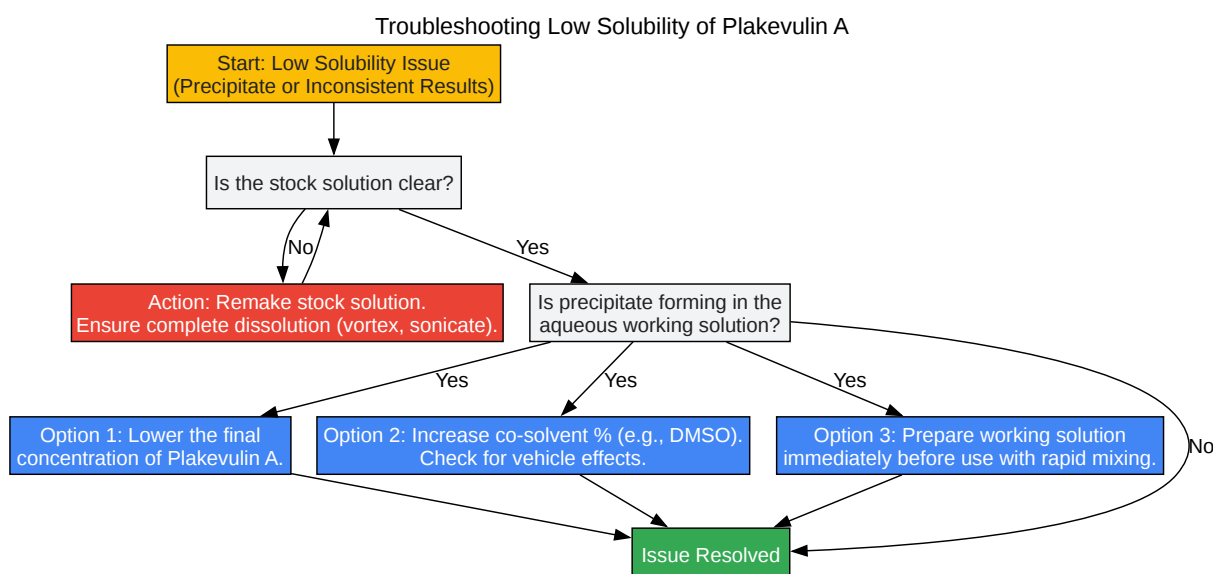 Troubleshooting Low Solubility of Plakevulin A
Start: Low Solubility Issue
(Precipitate or Inconsistent Results)
Is the stock solution clear?
No
Yes
Action: Remake stock solution.
Ensure complete dissolution (vortex, sonicate).
Is precipitate forming in the
aqueous working solution?
Yes
Yes
Yes
No
Option 1: Lower the final
concentration of Plakevulin A.
Option 2: Increase co-solvent % (e.g., DMSO).
Check for vehicle effects.
Option 3: Prepare working solution
immediately before use with rapid mixing.
Issue Resolved